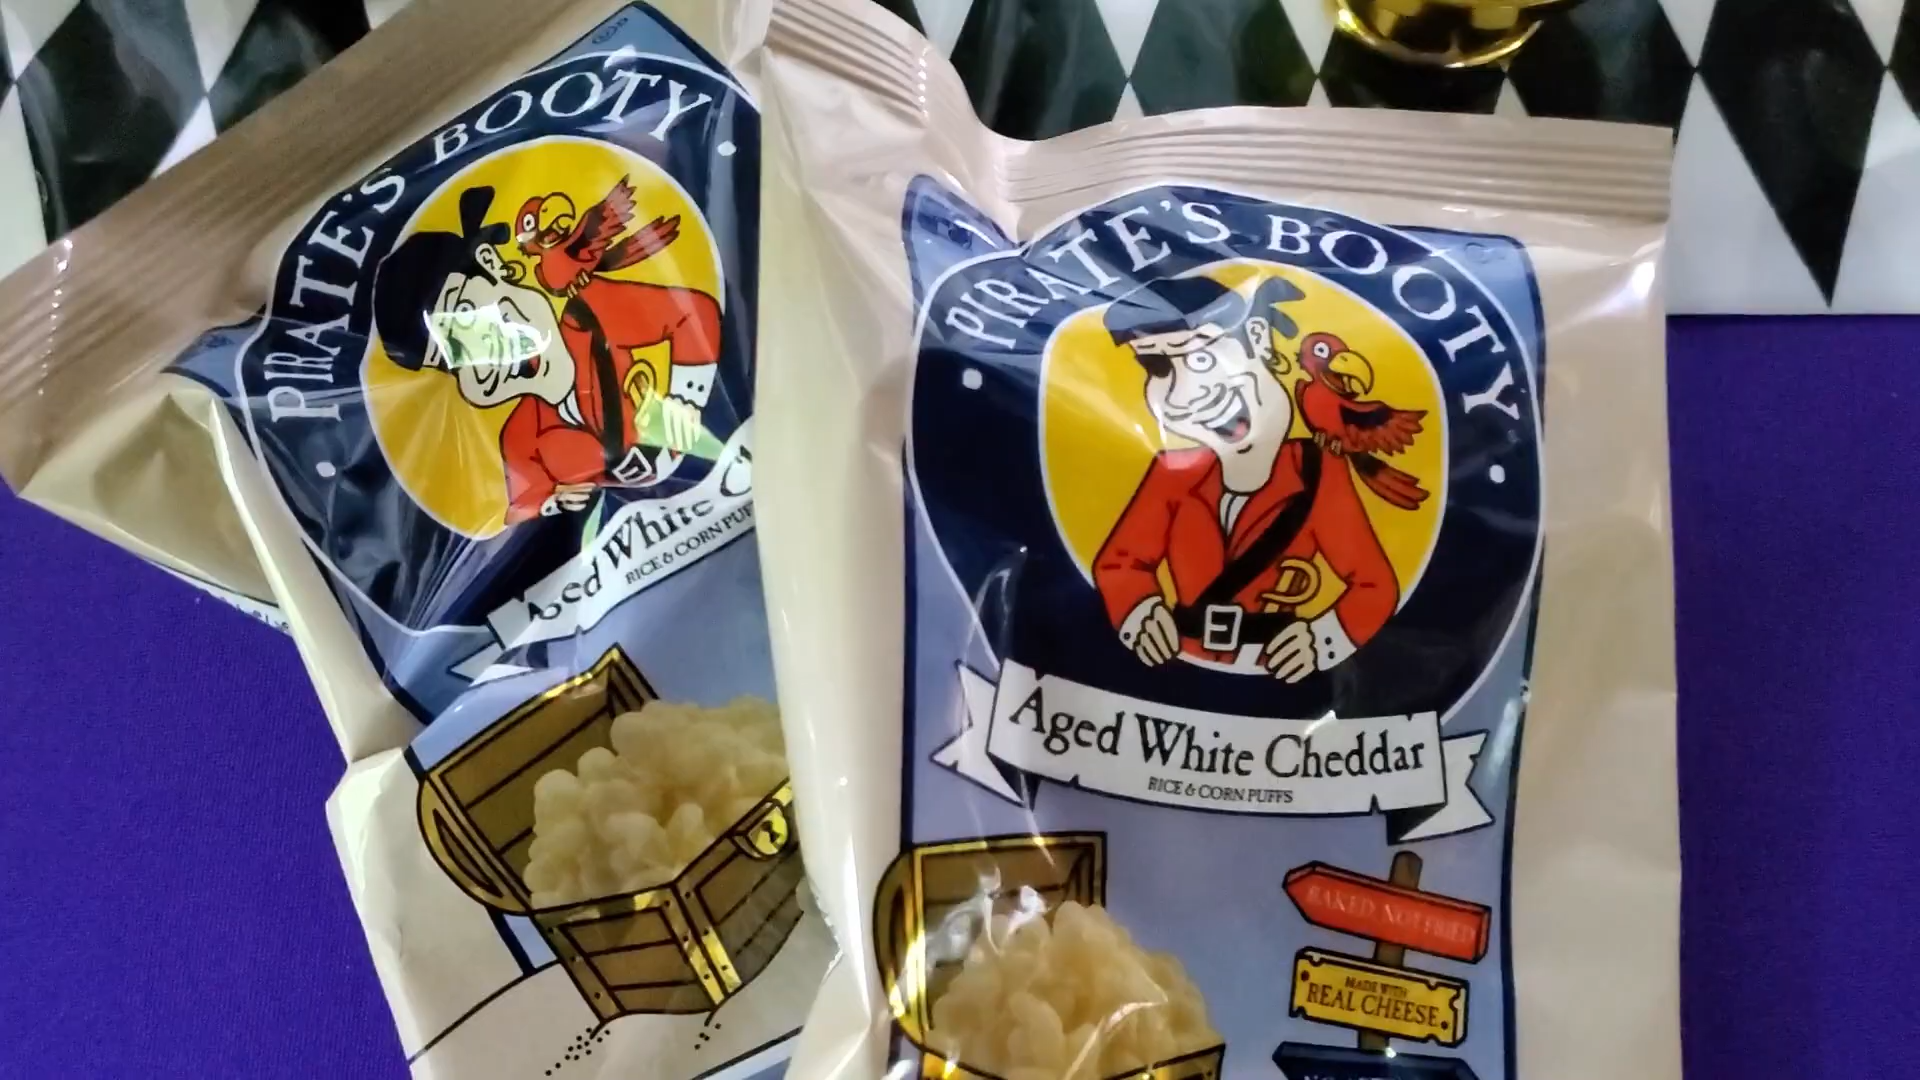 PIRATE'S BOOTY
Aged White C
RICE & CORN PUF
PIRATE'S BOOTY
Aged White Cheddar
RICE & CORN PUFFS
BAKED, NOT FRIED
MADE WITH
REAL CHEESE